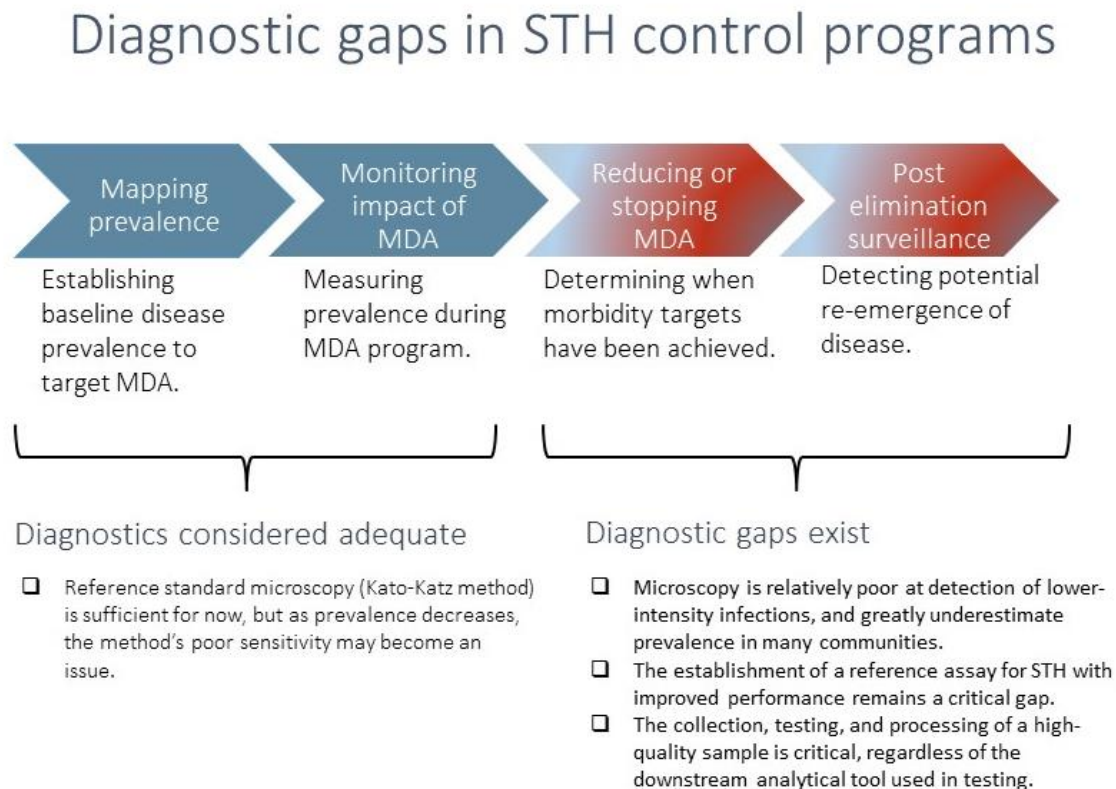 Diagnostic gaps in STH control programs
Mapping
prevalence
Monitoring
impact of
MDA
Reducing or
stopping
MDA
Post
elimination
surveillance
Establishing
baseline disease
prevalence to
target MDA.
Measuring
prevalence during
MDA program.
Determining when
morbidity targets
have been achieved.
Detecting potential
re-emergence of
disease.
Diagnostics considered adequate
Reference standard microscopy (Kato-Katz method)
is sufficient for now, but as prevalence decreases,
the method's poor sensitivity may become an
issue.
Diagnostic gaps exist
Microscopy is relatively poor at detection of lower-
intensity infections, and greatly underestimate
prevalence in many communities.
The establishment of a reference assay for STH with
improved performance remains a critical gap.
The collection, testing, and processing of a high-
quality sample is critical, regardless of the
downstream analytical tool used in testing.